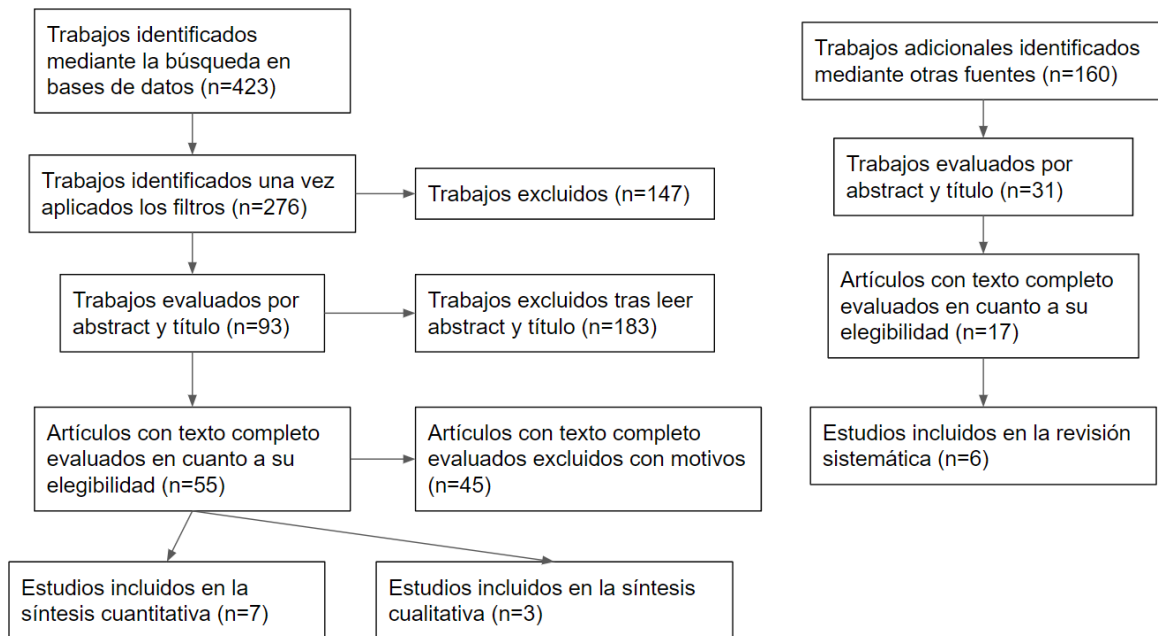 Trabajos identificados
mediante la búsqueda en
bases de datos (n=423)
Trabajos identificados una vez
aplicados los filtros (n=276)
Trabajos excluidos (n=147)
Trabajos evaluados por
abstract y título (n=93)
Trabajos excluidos tras leer
abstract y título (n=183)
Artículos con texto completo
evaluados en cuanto a su
elegibilidad (n=55)
Artículos con texto completo
evaluados excluidos con motivos
(n=45)
Estudios incluidos en la
síntesis cuantitativa (n=7)
Estudios incluidos en la síntesis
cualitativa (n=3)
Trabajos adicionales identificados
mediante otras fuentes (n=160)
Trabajos evaluados por
abstract y título (n=31)
Artículos con texto completo
evaluados en cuanto a su
elegibilidad (n=17)
Estudios incluidos en la revisión
sistemática (n=6)